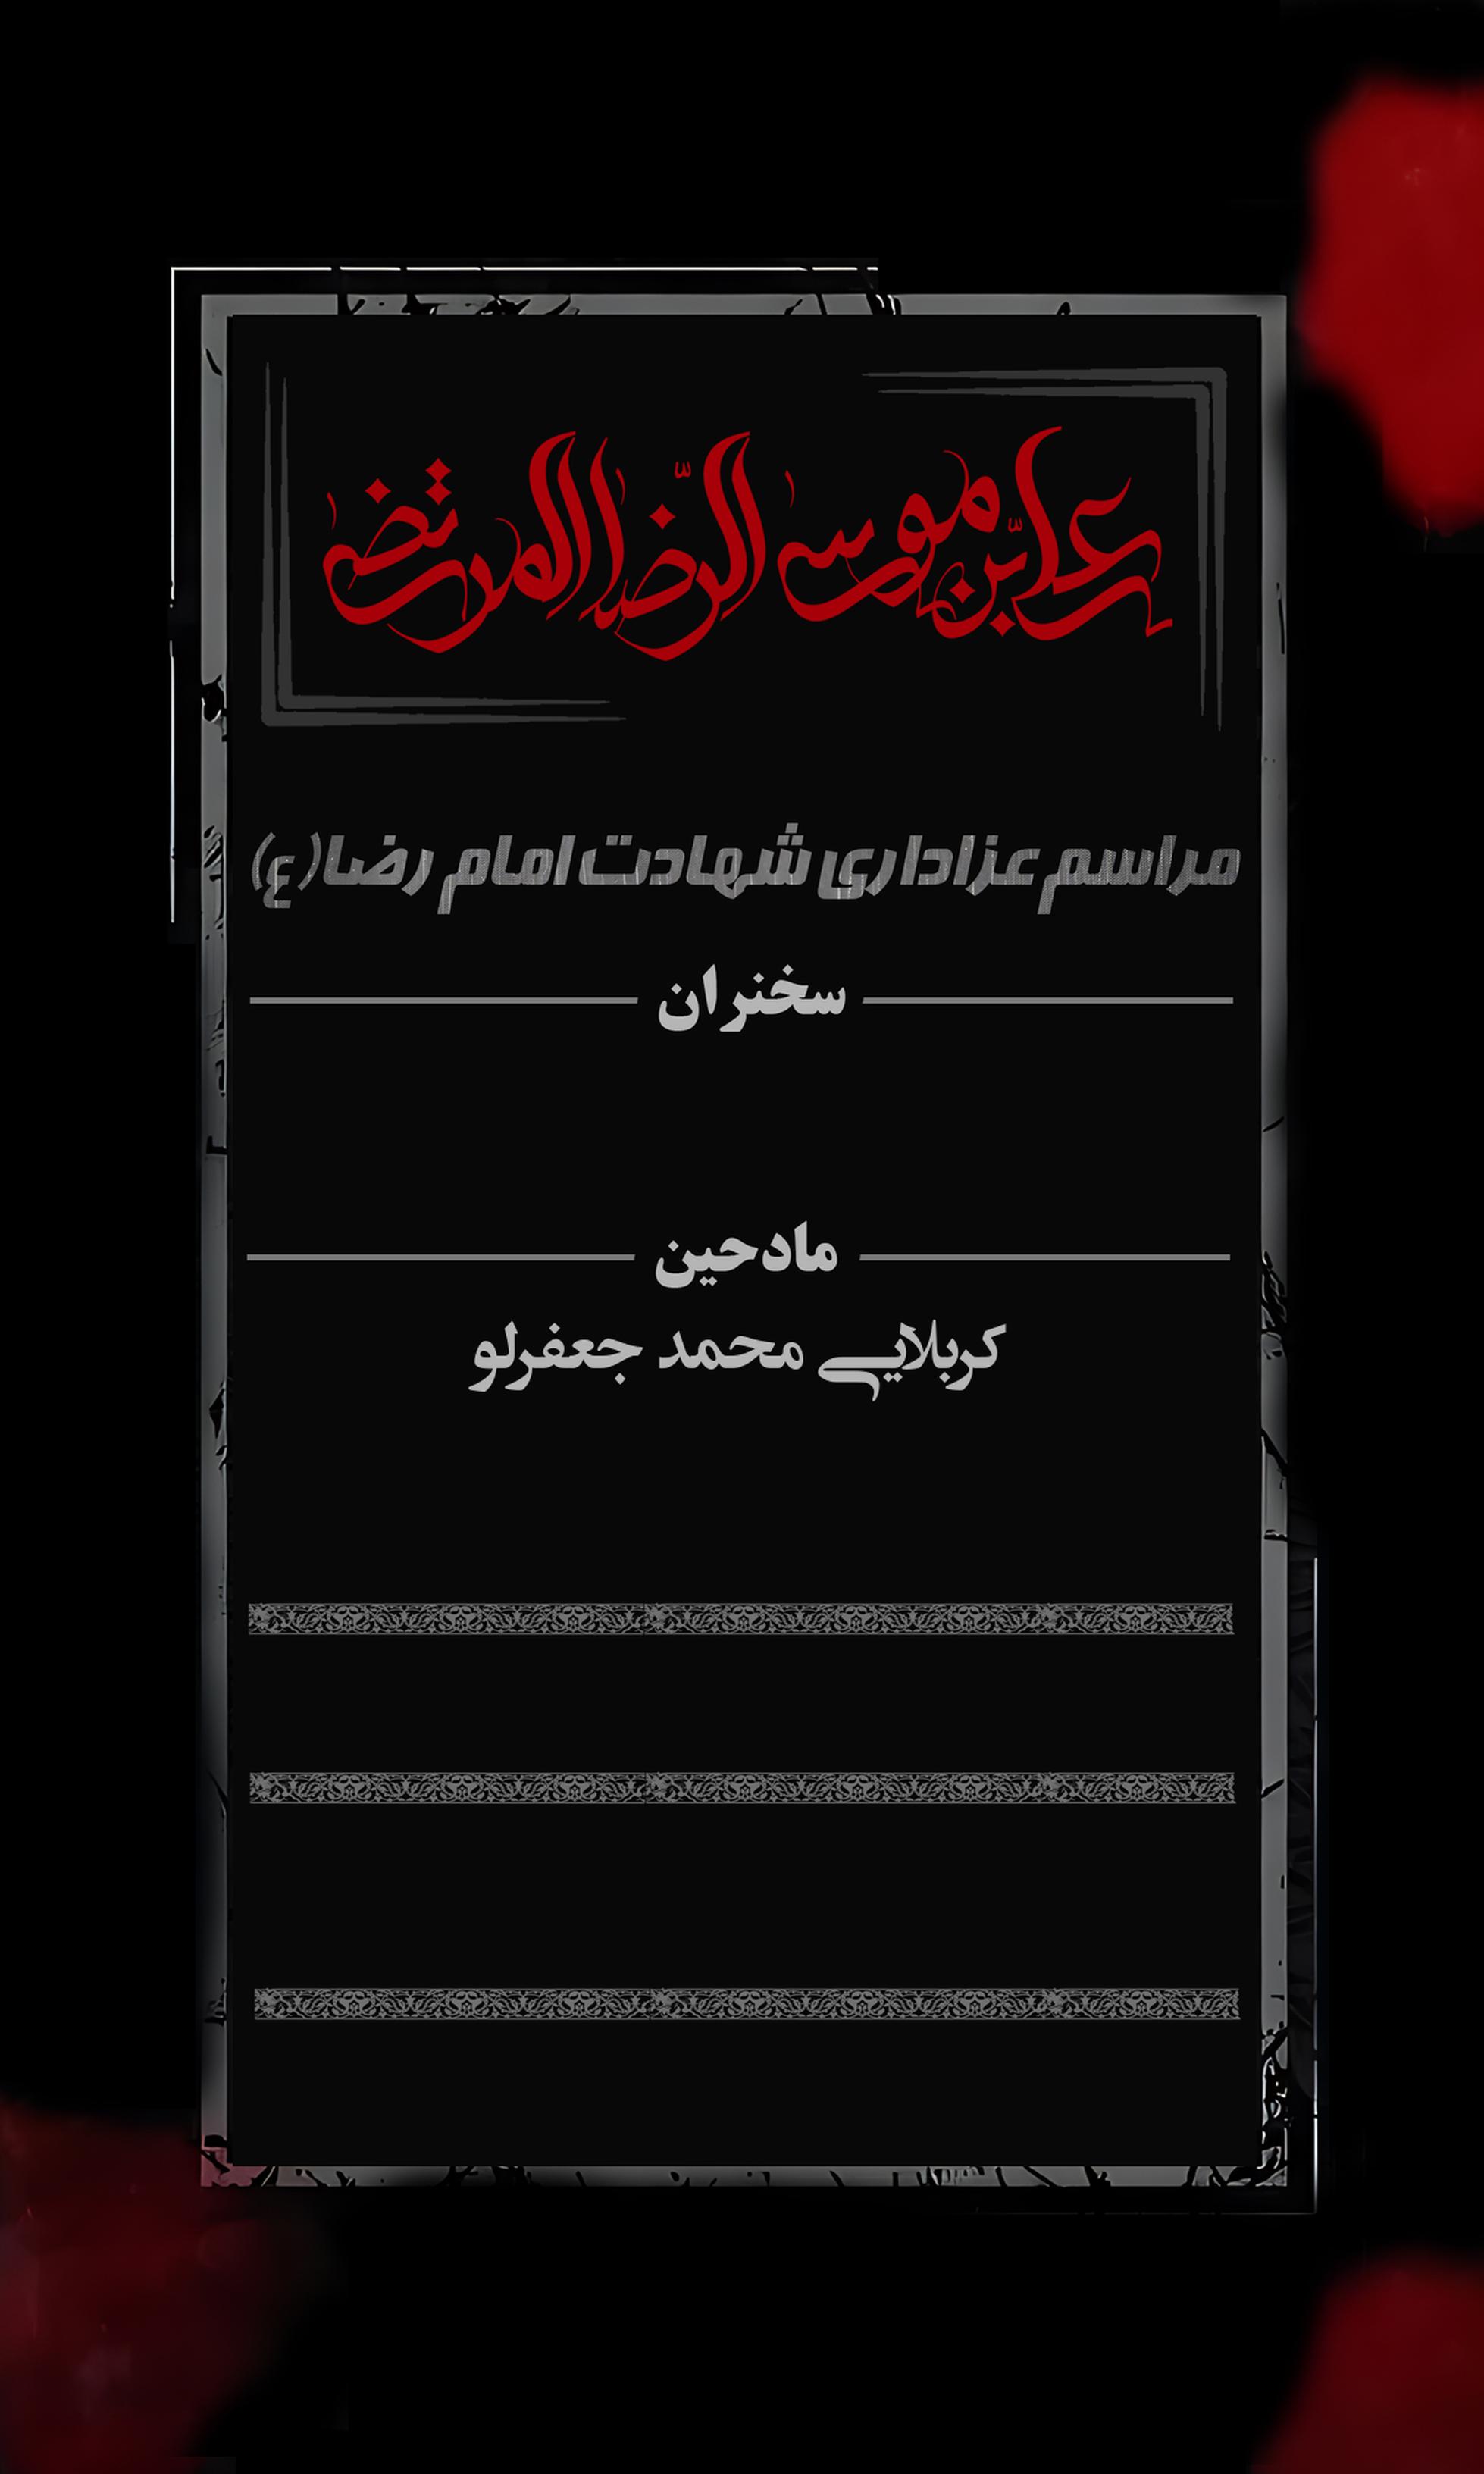 علی ابن موسی الرضا المرتضی
مراسم عزاداری شهادت امام رضا(ع)
سخنران
مادحین
کربلایی محمد جعفرلو